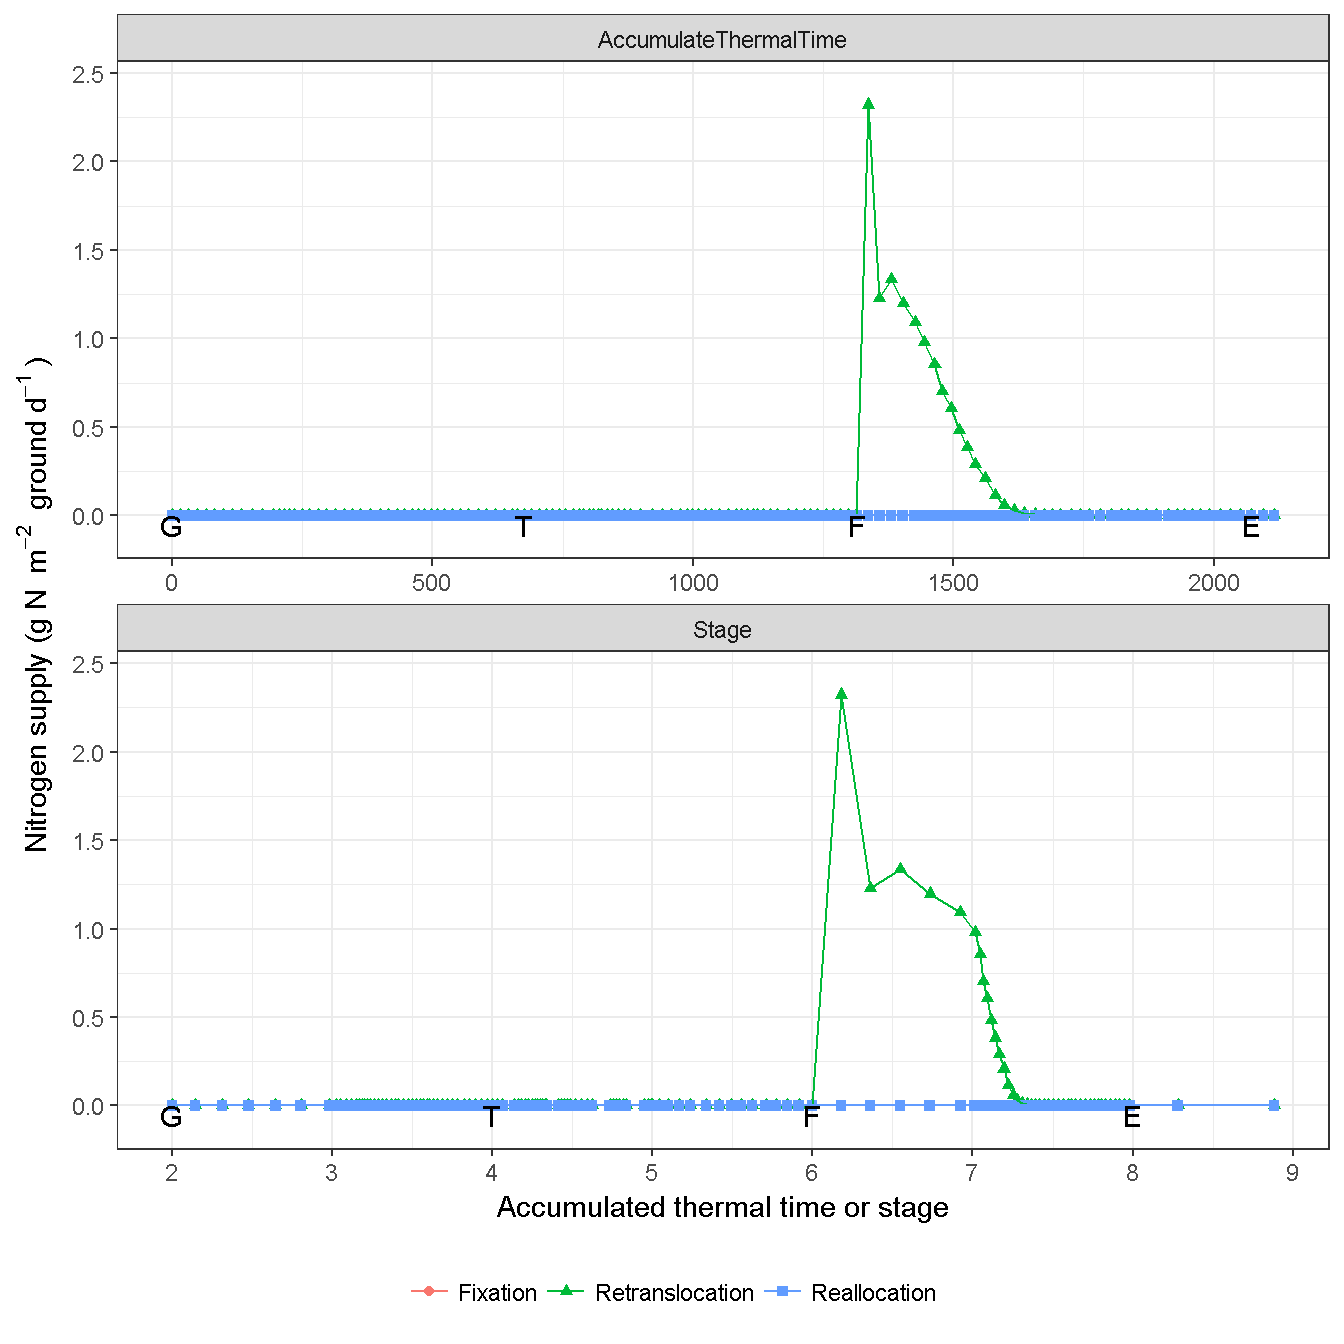 AccumulateThermalTime
2.5
2.0
1.5
1.0
0.5
0.0
G T F E
0 500 1000 1500 2000
Nitrogen supply (g N m⁻² ground d⁻¹)
Stage
2.5
2.0
1.5
1.0
0.5
0.0
G T F E
2 3 4 5 6 7 8 9
Accumulated thermal time or stage
Fixation Retranslocation Reallocation